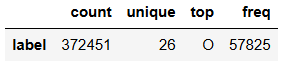 count unique top freq
label 372451 26 O 57825